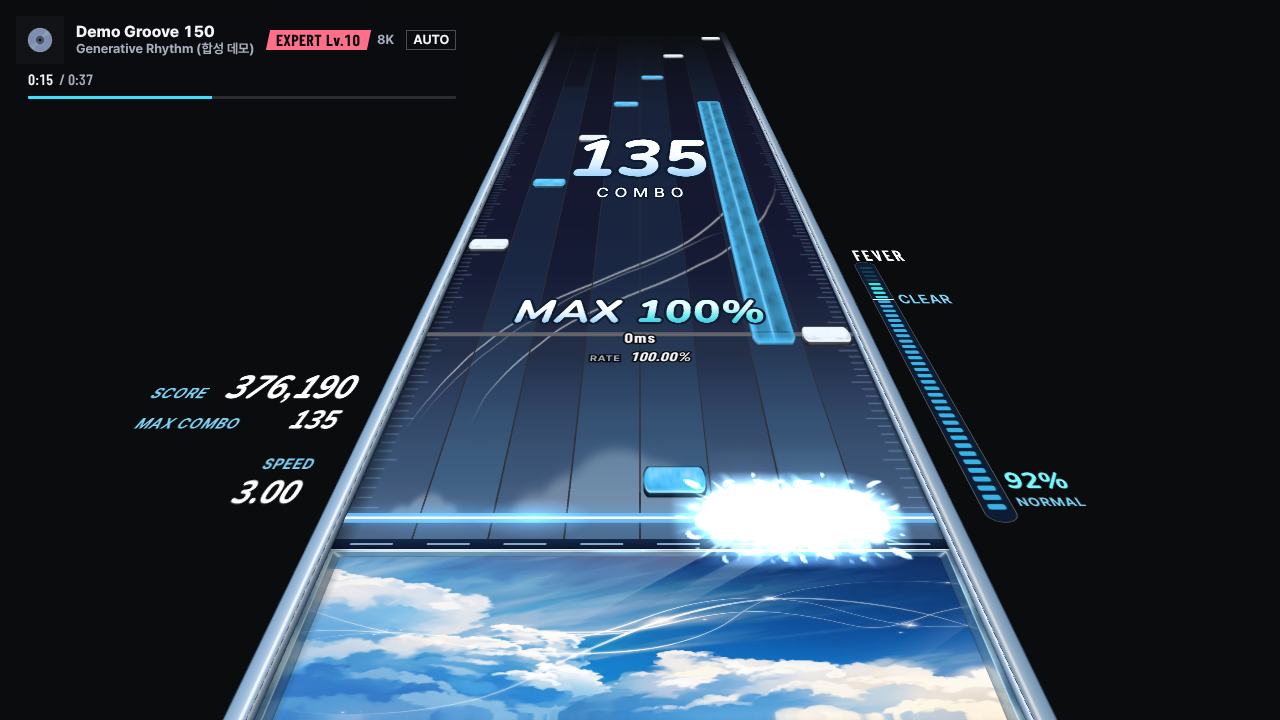 Demo Groove 150
Generative Rhythm (합성 데모)
EXPERT Lv.10
8K
AUTO
0:15 / 0:37
135
COMBO
FEVER
CLEAR
MAX 100%
0ms
RATE 100.00%
SCORE 376,190
MAX COMBO 135
SPEED
3.00
92%
NORMAL